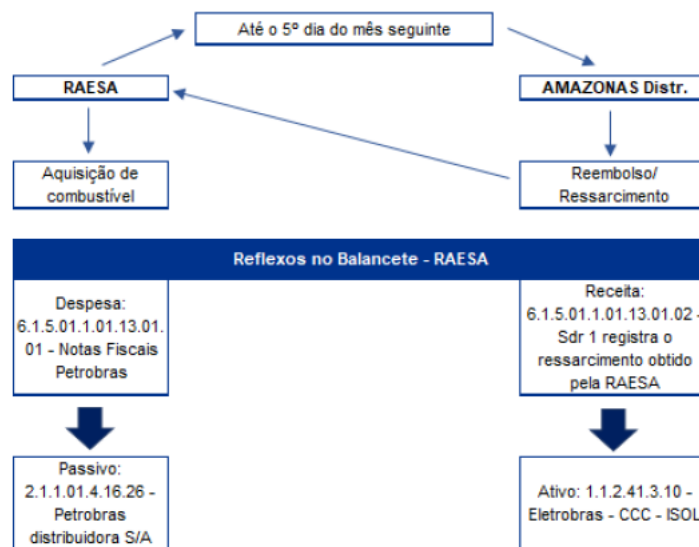 Até o 5º dia do mês seguinte
RAESA
AMAZONAS Distr.
Aquisição de
combustível
Reembolso/
Ressarcimento
Reflexos no Balancete - RAESA
Despesa:
6.1.5.01.1.01.13.01.
01 - Notas Fiscais
Petrobras
Receita:
6.1.5.01.1.01.13.01.02 -
Sdr 1 registra o
ressarcimento obtido
pela RAESA
Passivo:
2.1.1.01.4.16.26 -
Petrobras
distribuidora S/A
Ativo: 1.1.2.41.3.10 -
Eletrobras - CCC - ISOL